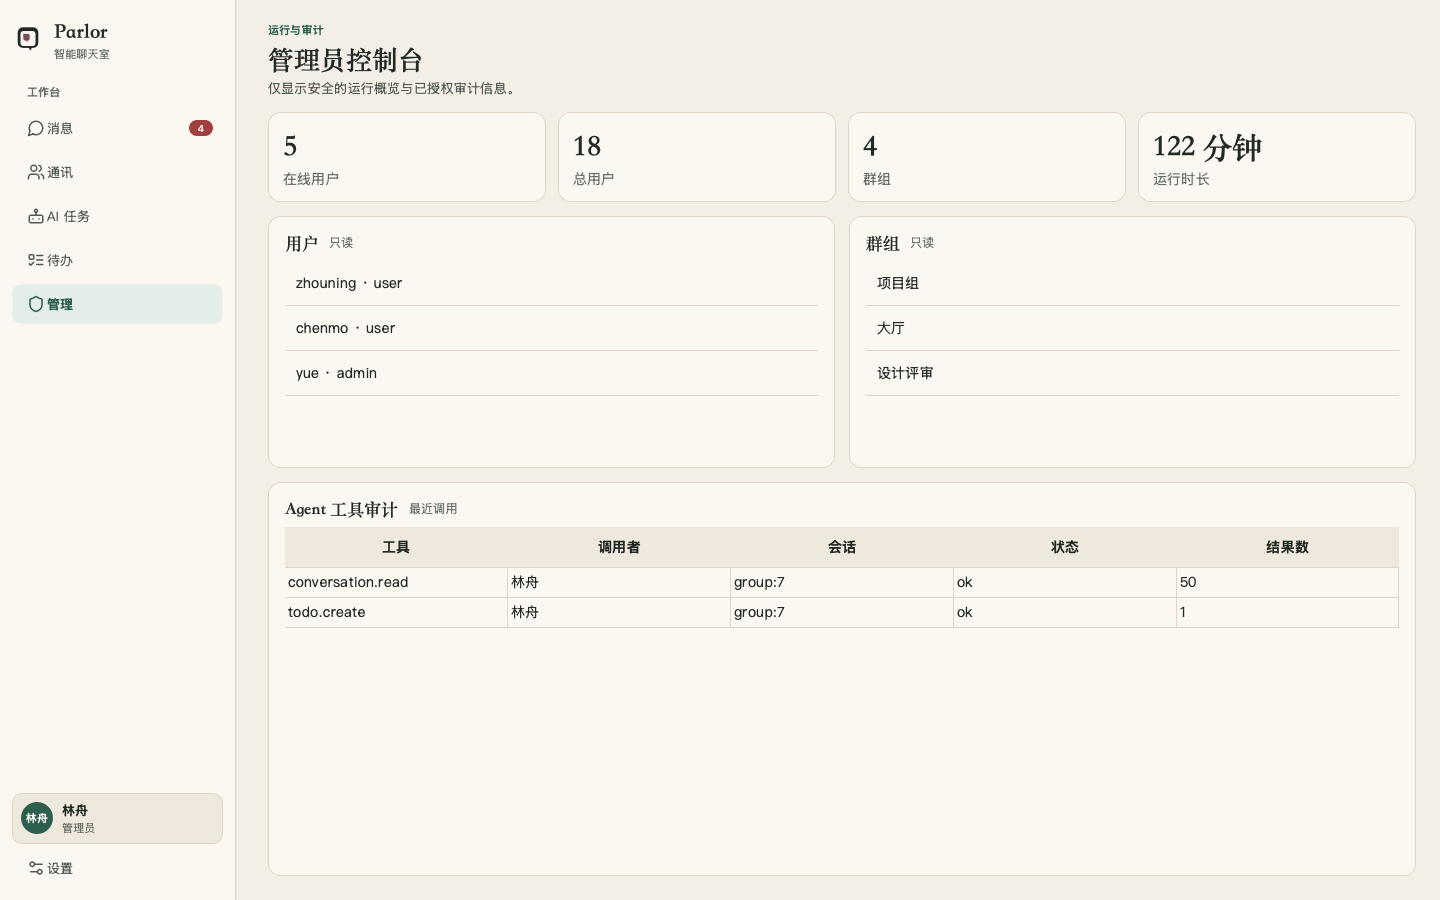 Parlor
智能聊天室
工作台
消息 4
通讯
AI 任务
待办
管理
林舟 林舟
管理员
设置
运行与审计
管理员控制台
仅显示安全的运行概览与已授权审计信息。
5
在线用户
18
总用户
4
群组
122 分钟
运行时长
用户 只读
zhouning · user
chenmo · user
yue · admin
群组 只读
项目组
大厅
设计评审
Agent 工具审计 最近调用
工具 调用者 会话 状态 结果数
conversation.read 林舟 group:7 ok 50
todo.create 林舟 group:7 ok 1